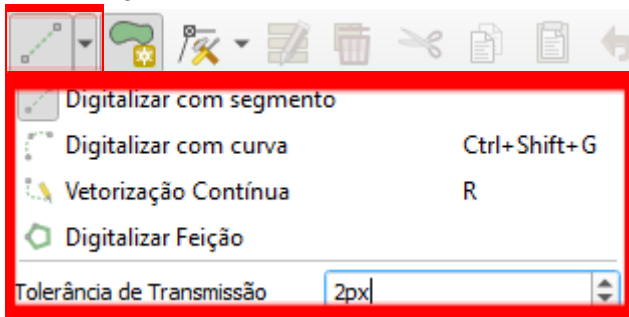 Digitalizar com segmento
Digitalizar com curva Ctrl+Shift+G
Vetorização Contínua R
Digitalizar Feição
Tolerância de Transmissão 2px